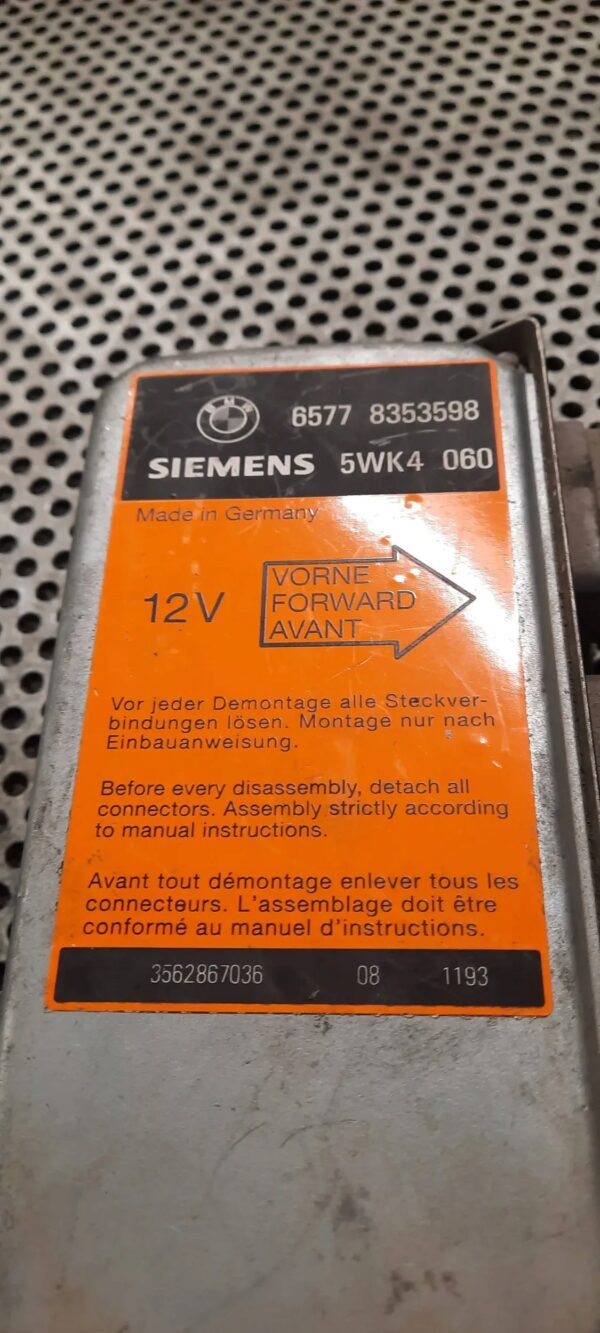 BMW
6577 8353598
SIEMENS 5WK4 060
Made in Germany
12V
VORNE
FORWARD
AVANT
Vor jeder Demontage alle Steckver-
bindungen lösen. Montage nur nach
Einbauanweisung.
Before every disassembly, detach all
connectors. Assembly strictly according
to manual instructions.
Avant tout démontage enlever tous les
connecteurs. L'assemblage doit être
conformé au manuel d'instructions.
3562867036 08 1193